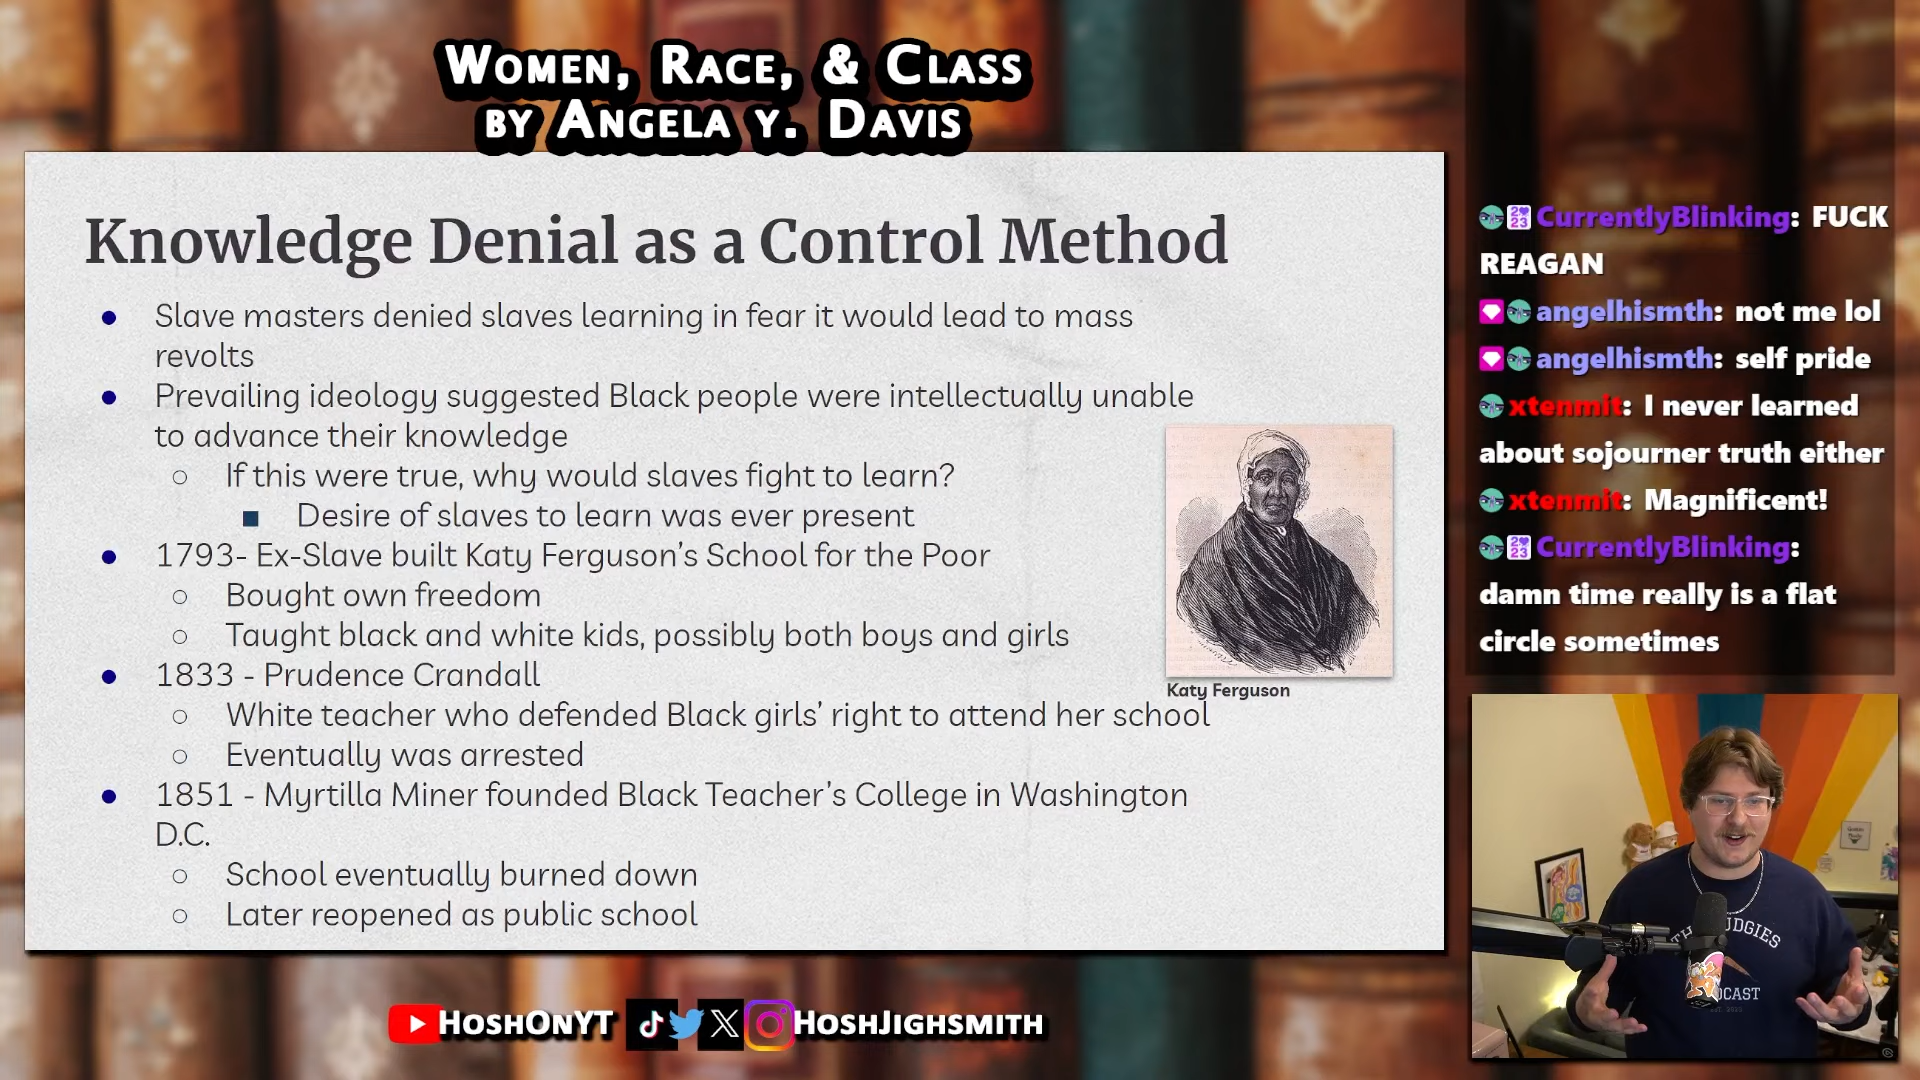 Women, Race, & Class
by Angela y. Davis
Knowledge Denial as a Control Method
● Slave masters denied slaves learning in fear it would lead to mass
revolts
● Prevailing ideology suggested Black people were intellectually unable
to advance their knowledge
○ If this were true, why would slaves fight to learn?
■ Desire of slaves to learn was ever present
● 1793- Ex-Slave built Katy Ferguson’s School for the Poor
○ Bought own freedom
○ Taught black and white kids, possibly both boys and girls
● 1833 - Prudence Crandall
○ White teacher who defended Black girls’ right to attend her school
○ Eventually was arrested
● 1851 - Myrtilla Miner founded Black Teacher’s College in Washington
D.C.
○ School eventually burned down
○ Later reopened as public school
Katy Ferguson
CurrentlyBlinking: FUCK
REAGAN
angelhismth: not me lol
angelhismth: self pride
xtenmit: I never learned
about sojourner truth either
xtenmit: Magnificent!
CurrentlyBlinking:
damn time really is a flat
circle sometimes
HoshOnYT
HoshJighsmith